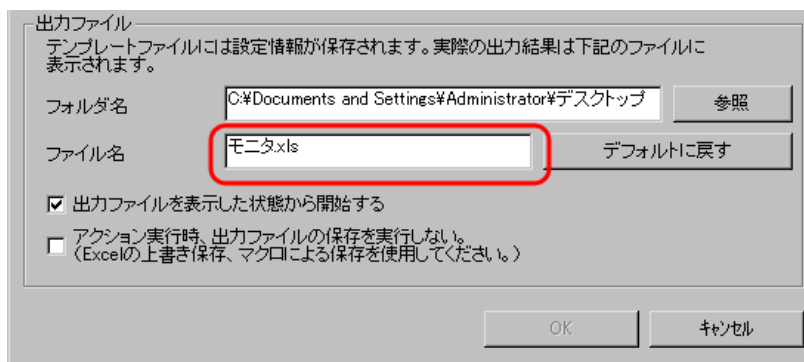 出力ファイル
テンプレートファイルには設定情報が保存されます。実際の出力結果は下記のファイルに
表示されます。
フォルダ名 C:¥Documents and Settings¥Administrator¥デスクトップ 参照
ファイル名 モニタ.xls デフォルトに戻す
出力ファイルを表示した状態から開始する
アクション実行時、出力ファイルの保存を実行しない。
(Excelの上書き保存、マクロによる保存を使用してください。)
OK キャンセル